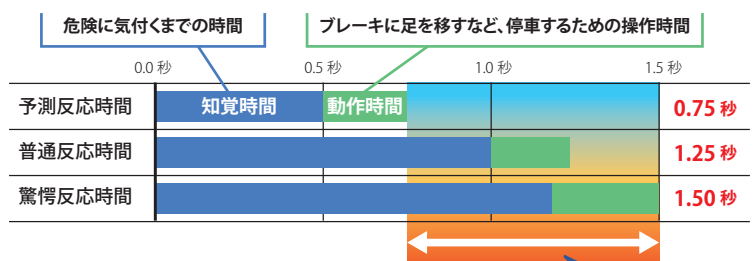 危険に気付くまでの時間
ブレーキに足を移すなど、停車するための操作時間
0.0 秒 0.5 秒 1.0 秒 1.5 秒
予測反応時間 知覚時間 動作時間 0.75 秒
普通反応時間 1.25 秒
驚愕反応時間 1.50 秒